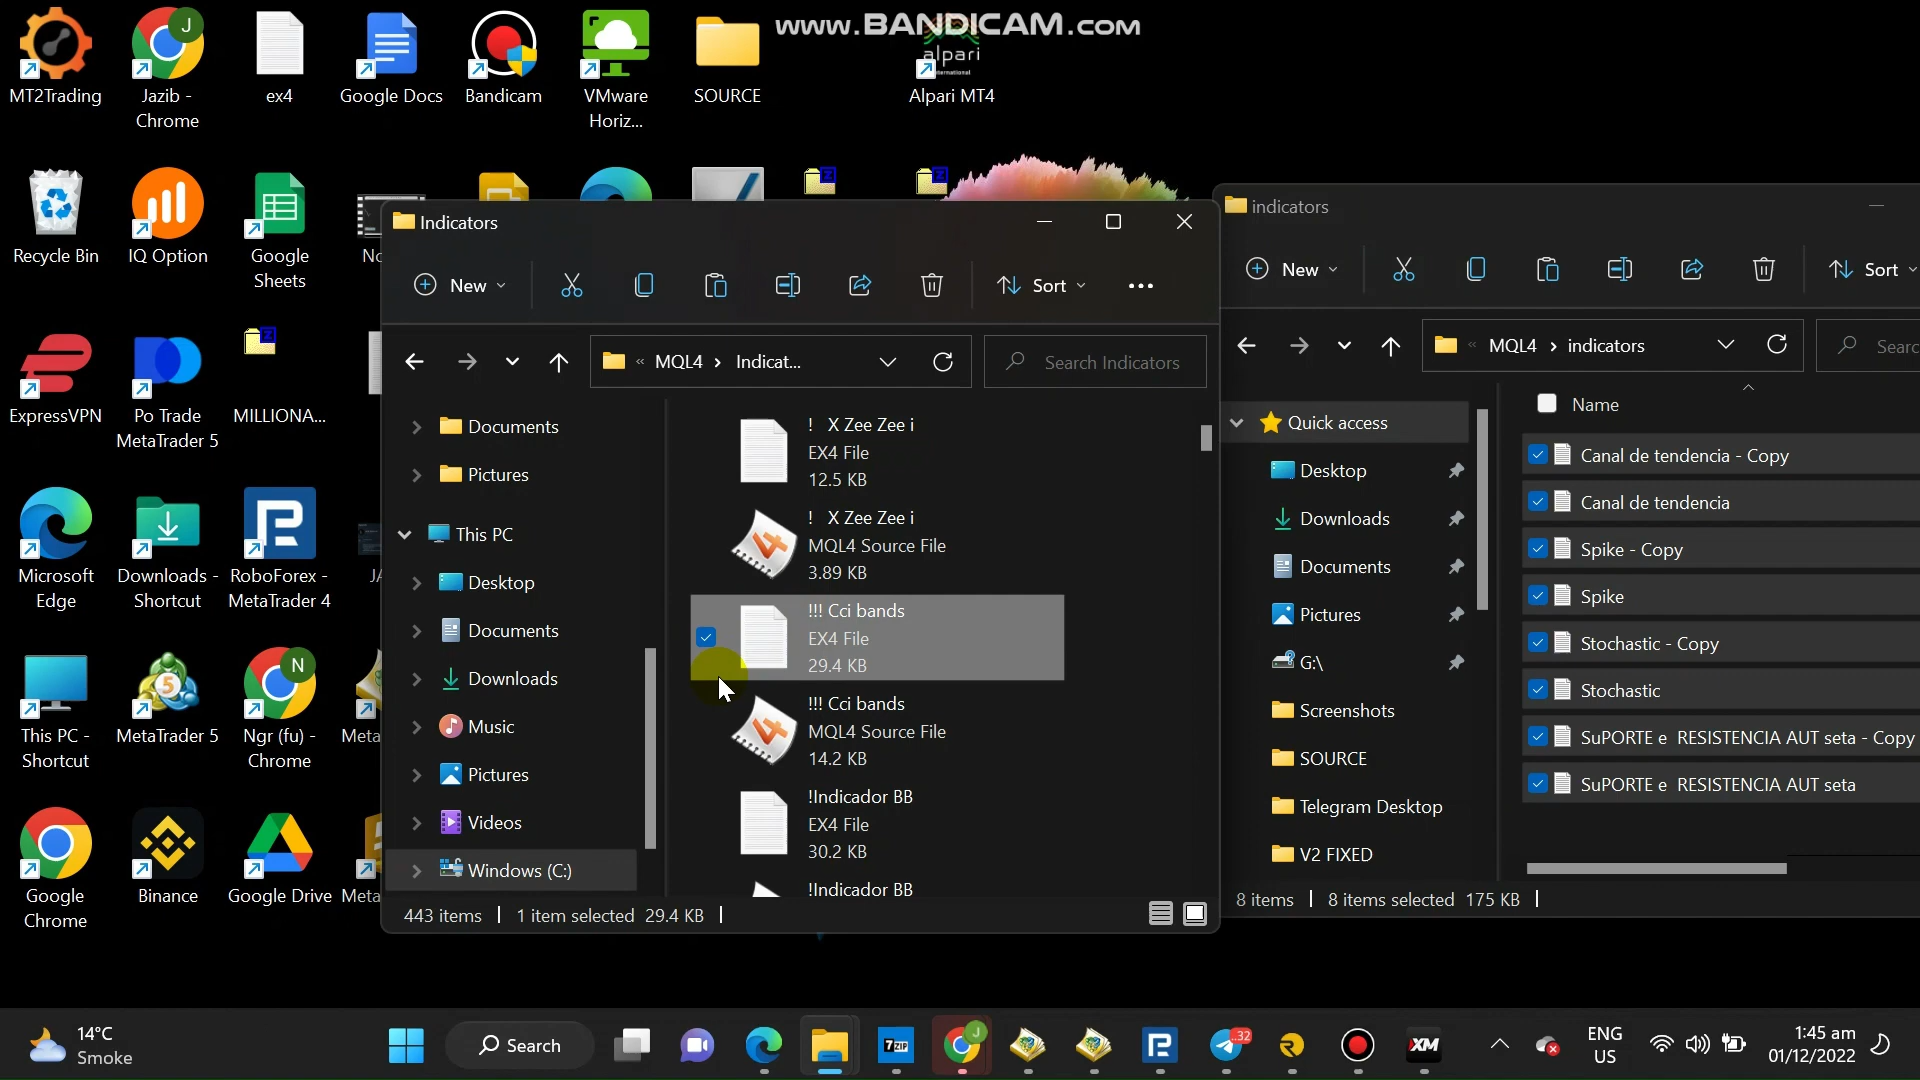 www.BANDICAM.com
MT2Trading
J
Jazib -
Chrome
ex4
Google Docs
Bandicam
VMware
Horiz...
SOURCE
alpari
international
Alpari MT4
Recycle Bin
IQ Option
Google
Sheets
ExpressVPN
Po Trade
MetaTrader 5
MILLIONA...
Microsoft
Edge
Downloads -
Shortcut
RoboForex -
MetaTrader 4
This PC -
Shortcut
5
MetaTrader 5
N
Ngr (fu) -
Chrome
Meta
Google
Chrome
Binance
Google Drive
Meta
Indicators
New
Sort
« MQL4 > Indicat...
Search Indicators
Documents
Pictures
This PC
Desktop
Documents
Downloads
Music
Pictures
Videos
Windows (C:)
! X Zee Zee i
EX4 File
12.5 KB
! X Zee Zee i
MQL4 Source File
3.89 KB
!!! Cci bands
EX4 File
29.4 KB
!!! Cci bands
MQL4 Source File
14.2 KB
!Indicador BB
EX4 File
30.2 KB
!Indicador BB
443 items
1 item selected 29.4 KB
indicators
New
Sort
« MQL4 > indicators
Searc
Quick access
Desktop
Downloads
Documents
Pictures
G:\
Screenshots
SOURCE
Telegram Desktop
V2 FIXED
Name
Canal de tendencia - Copy
Canal de tendencia
Spike - Copy
Spike
Stochastic - Copy
Stochastic
SuPORTE e RESISTENCIA AUT seta - Copy
SuPORTE e RESISTENCIA AUT seta
8 items
8 items selected 175 KB
14°C
Smoke
Search
7ZIP
J
32
XM
ENG
US
1:45 am
01/12/2022